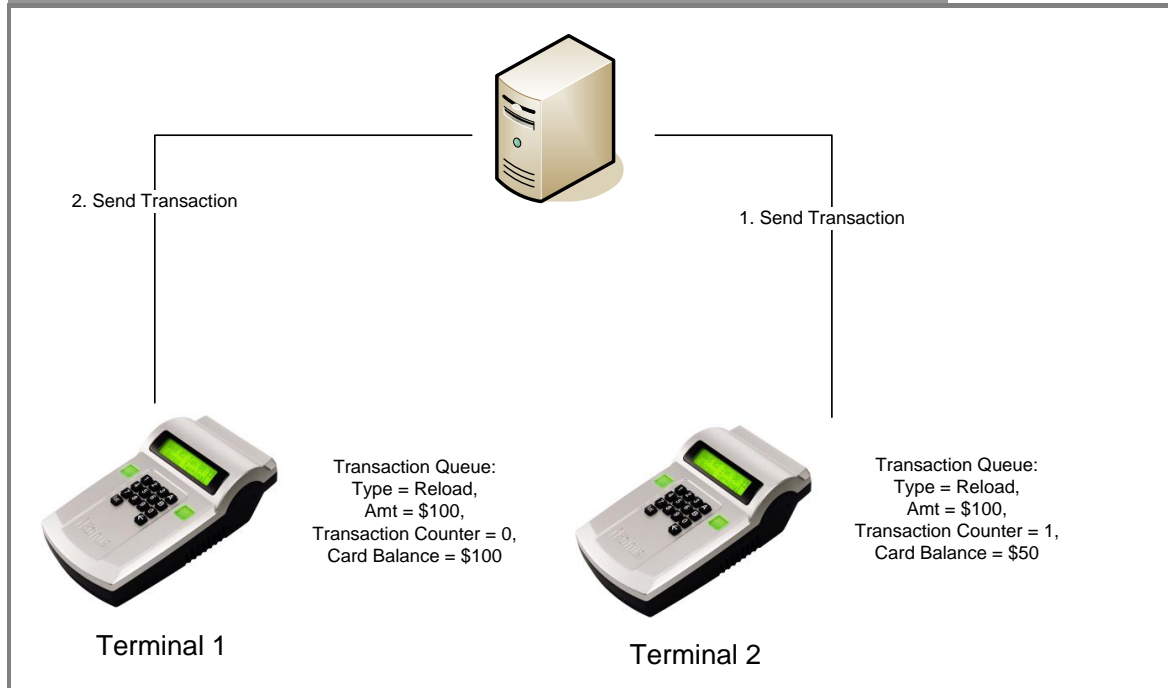 2. Send Transaction
1. Send Transaction
Transaction Queue:
Type = Reload,
Amt = $100,
Transaction Counter = 0,
Card Balance = $100
Transaction Queue:
Type = Reload,
Amt = $100,
Transaction Counter = 1,
Card Balance = $50
Terminal 1
Terminal 2